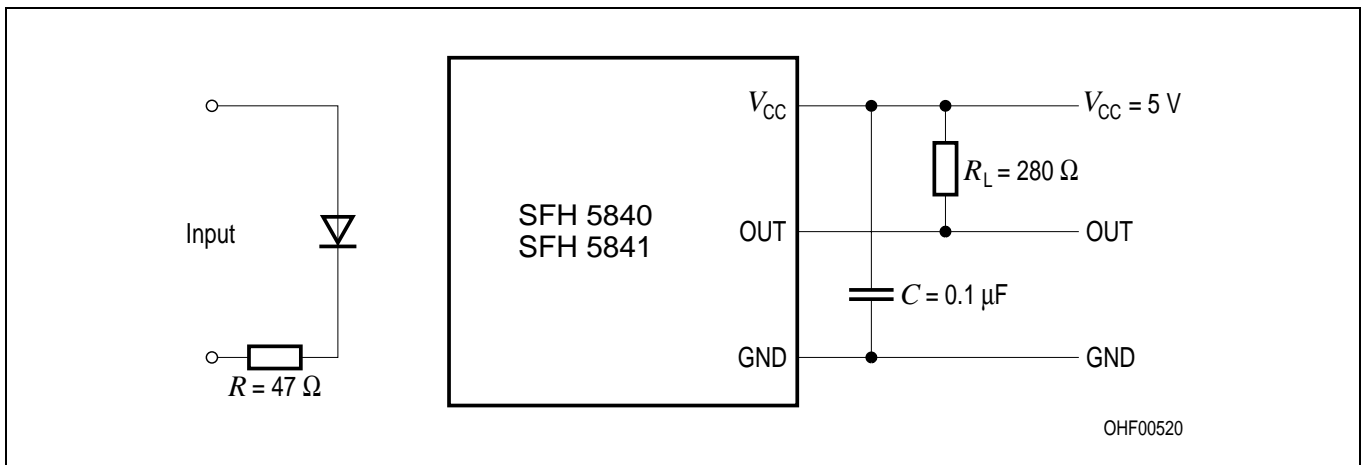 V_CC
V_CC = 5 V
R_L = 280 Ω
Input
SFH 5840
SFH 5841
OUT
OUT
C = 0.1 µF
GND
GND
R = 47 Ω
OHF00520